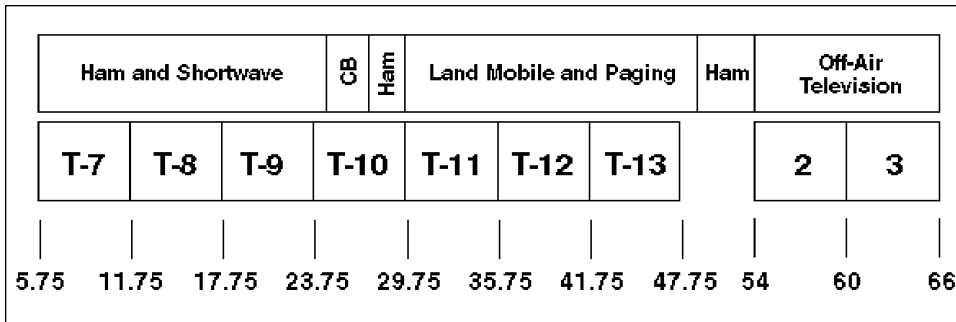 Ham and Shortwave
CB
Ham
Land Mobile and Paging
Ham
Off-Air
Television
T-7
T-8
T-9
T-10
T-11
T-12
T-13
2
3
5.75
11.75
17.75
23.75
29.75
35.75
41.75
47.75
54
60
66